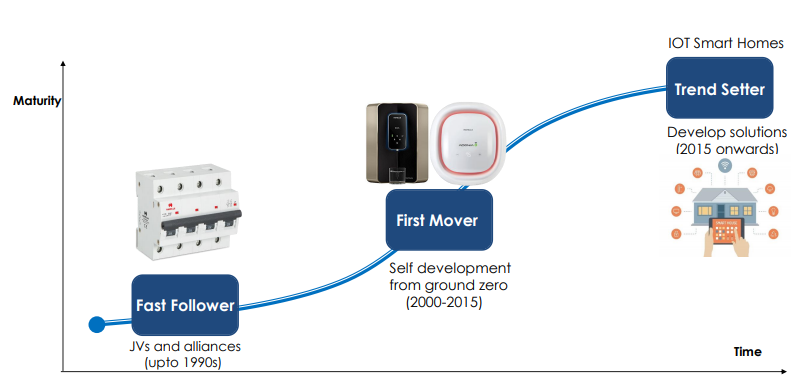 IOT Smart Homes
Trend Setter
Maturity
Develop solutions
(2015 onwards)
First Mover
Self development
from ground zero
(2000-2015)
Fast Follower
JVs and alliances
(upto 1990s)
Time